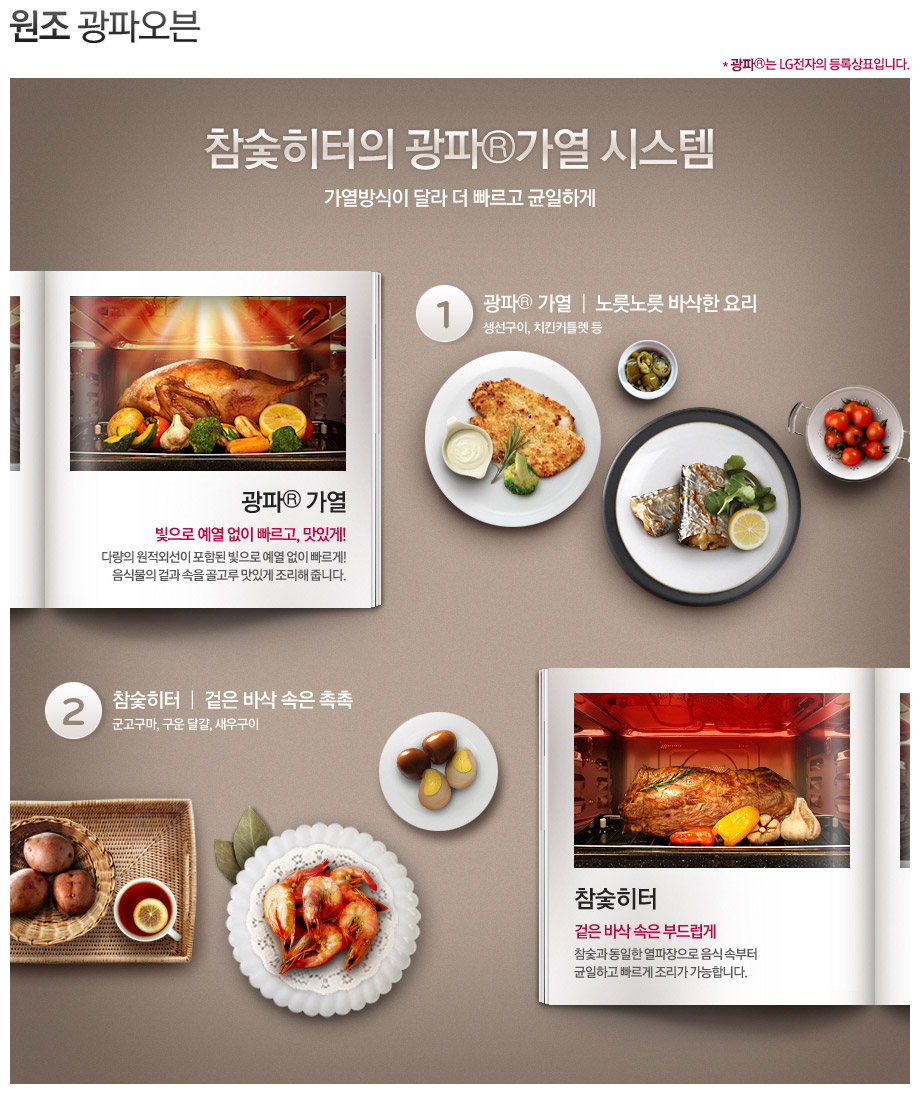 원조 광파오븐
* 광파®는 LG전자의 등록상표입니다.
참숯히터의 광파®가열 시스템
가열방식이 달라 더 빠르고 균일하게
1
광파® 가열 | 노릇노릇 바삭한 요리
생선구이, 치킨커틀렛 등
광파® 가열
빛으로 예열 없이 빠르고, 맛있게!
다량의 원적외선이 포함된 빛으로 예열 없이 빠르게!
음식물의 겉과 속을 골고루 맛있게 조리해 줍니다.
2
참숯히터 | 겉은 바삭 속은 촉촉
군고구마, 구운 달걀, 새우구이
참숯히터
겉은 바삭 속은 부드럽게
참숯과 동일한 열파장으로 음식 속부터
균일하고 빠르게 조리가 가능합니다.